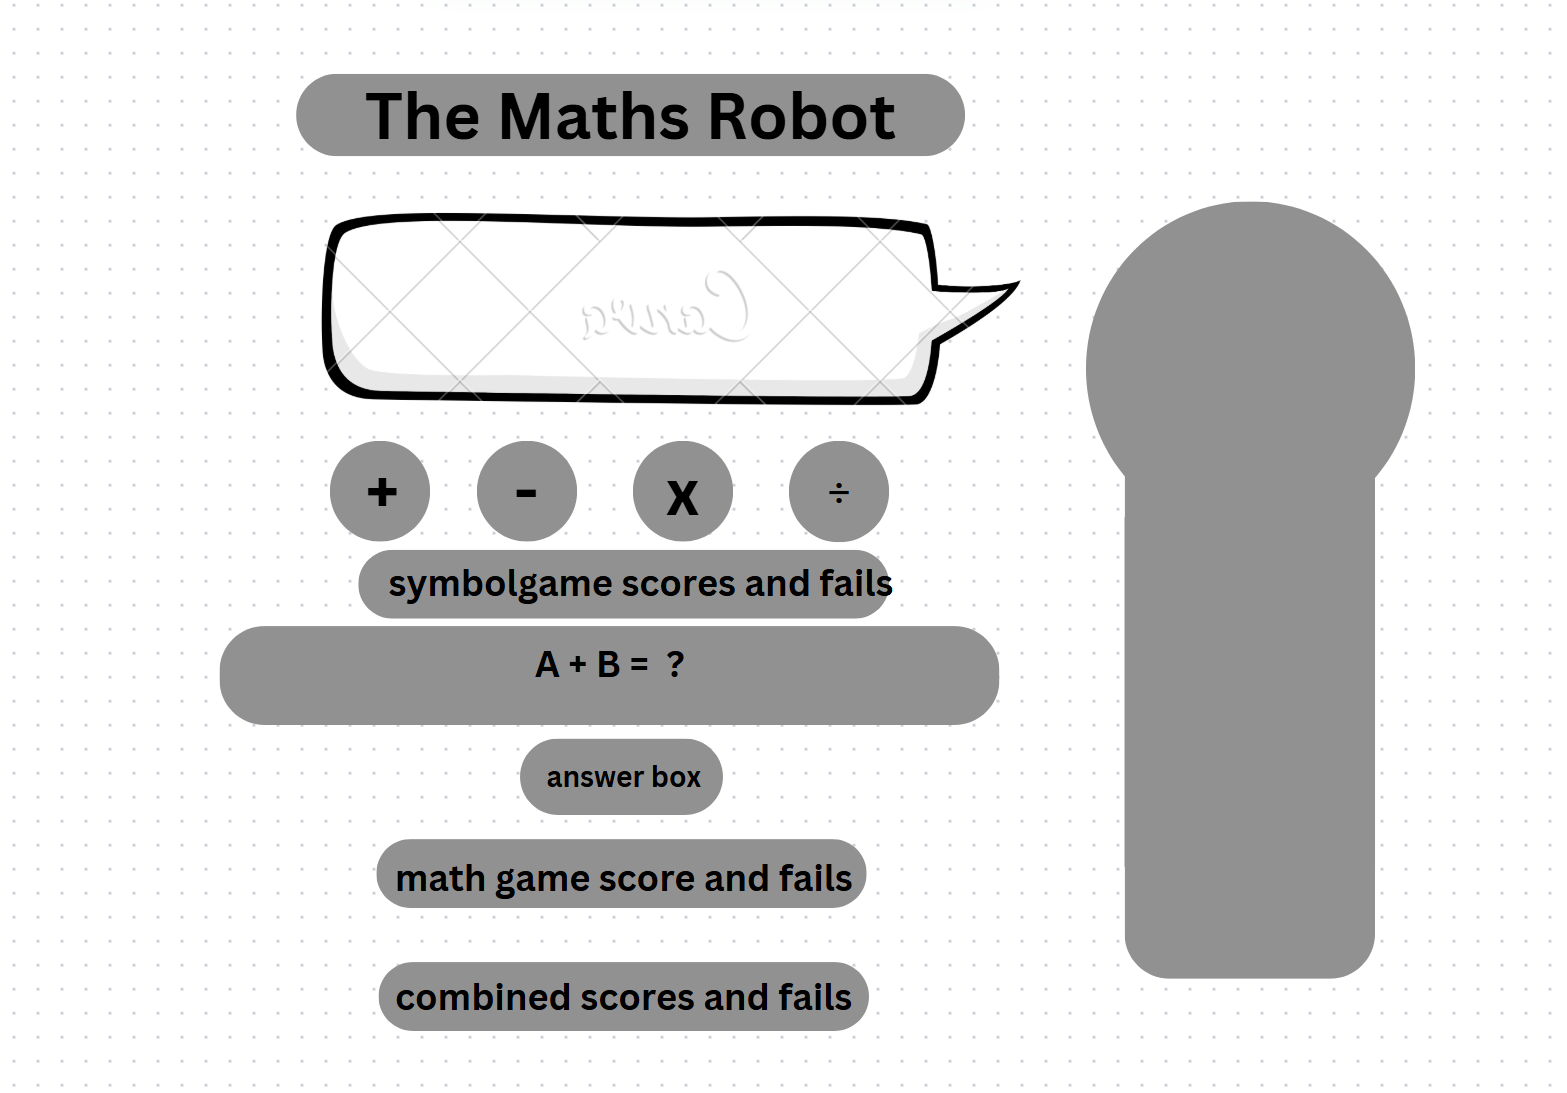 The Maths Robot
Canva
+ - x ÷
symbolgame scores and fails
A + B = ?
answer box
math game score and fails
combined scores and fails